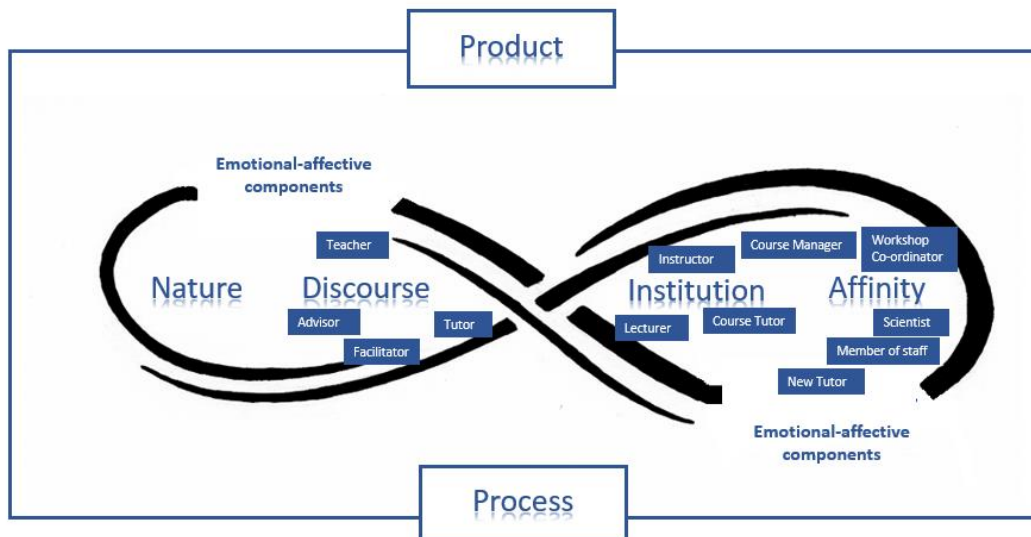 Product
Emotional-affective
components
Teacher
Instructor
Course Manager
Workshop
Co-ordinator
Nature
Discourse
Institution
Affinity
Advisor
Tutor
Facilitator
Lecturer
Course Tutor
Scientist
Member of staff
New Tutor
Emotional-affective
components
Process